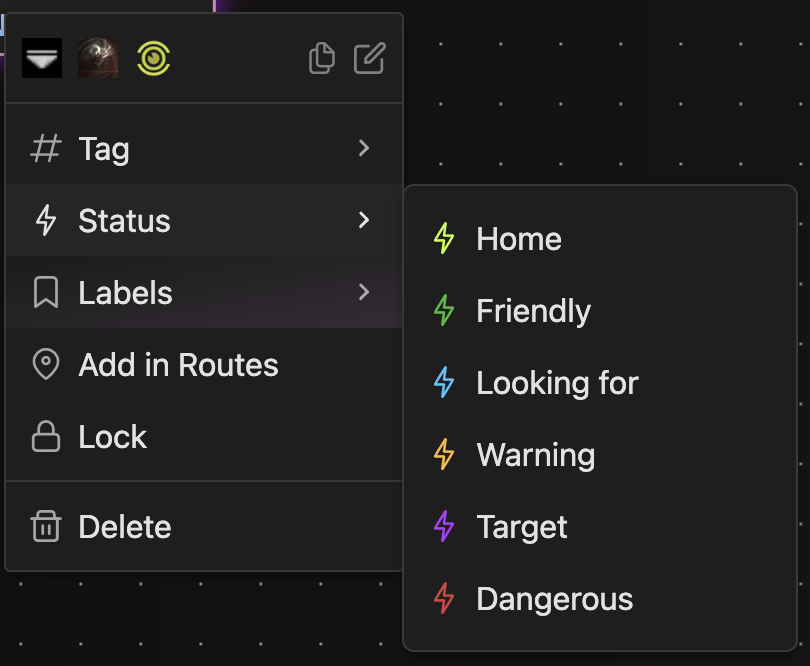 Tag
Status
Labels
Add in Routes
Lock
Delete
Home
Friendly
Looking for
Warning
Target
Dangerous